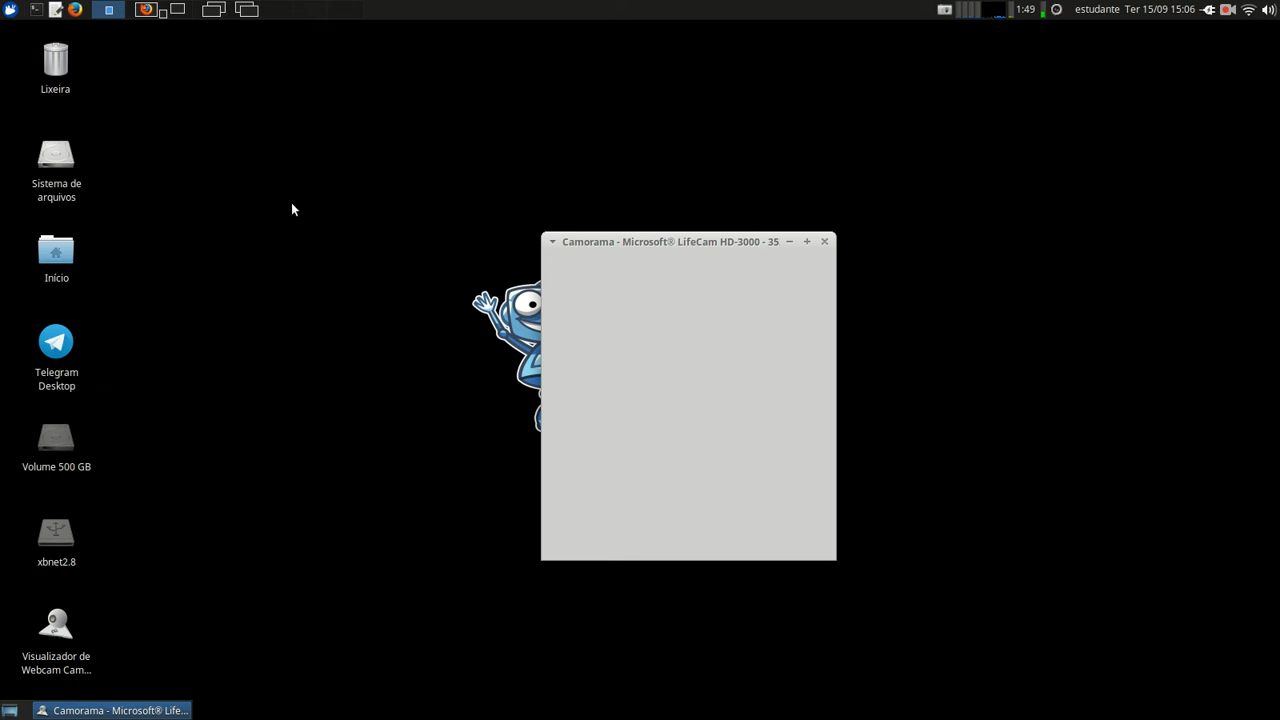 1:49 estudante Ter 15/09 15:06
Lixeira
Sistema de
arquivos
Início
Telegram
Desktop
Volume 500 GB
xbnet2.8
Visualizador de
Webcam Cam...
Camorama - Microsoft® LifeCam HD-3000 - 35
Camorama - Microsoft® Life...